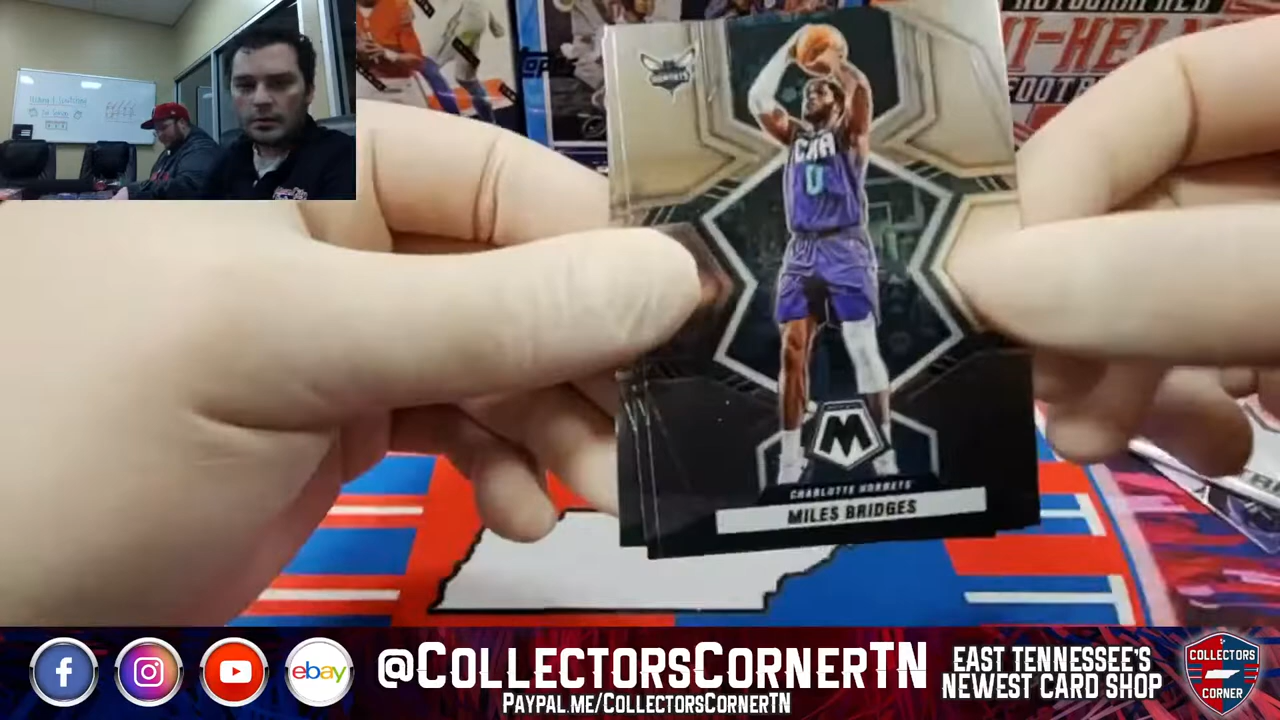 AUTOGRAPHED
HORNETS
CHA
0
M
CHARLOTTE HORNETS
MILES BRIDGES
ebay
@COLLECTORSCORNERTN
PAYPAL.ME/COLLECTORSCORNERTN
EAST TENNESSEE'S
NEWEST CARD SHOP
COLLECTORS
CORNER